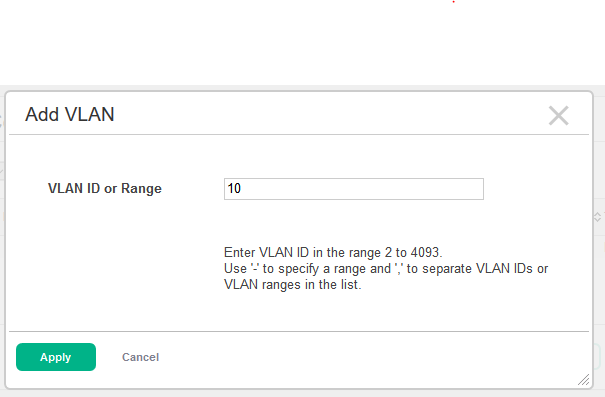 Add VLAN
VLAN ID or Range
10
Enter VLAN ID in the range 2 to 4093.
Use '-' to specify a range and ',' to separate VLAN IDs or
VLAN ranges in the list.
Apply Cancel